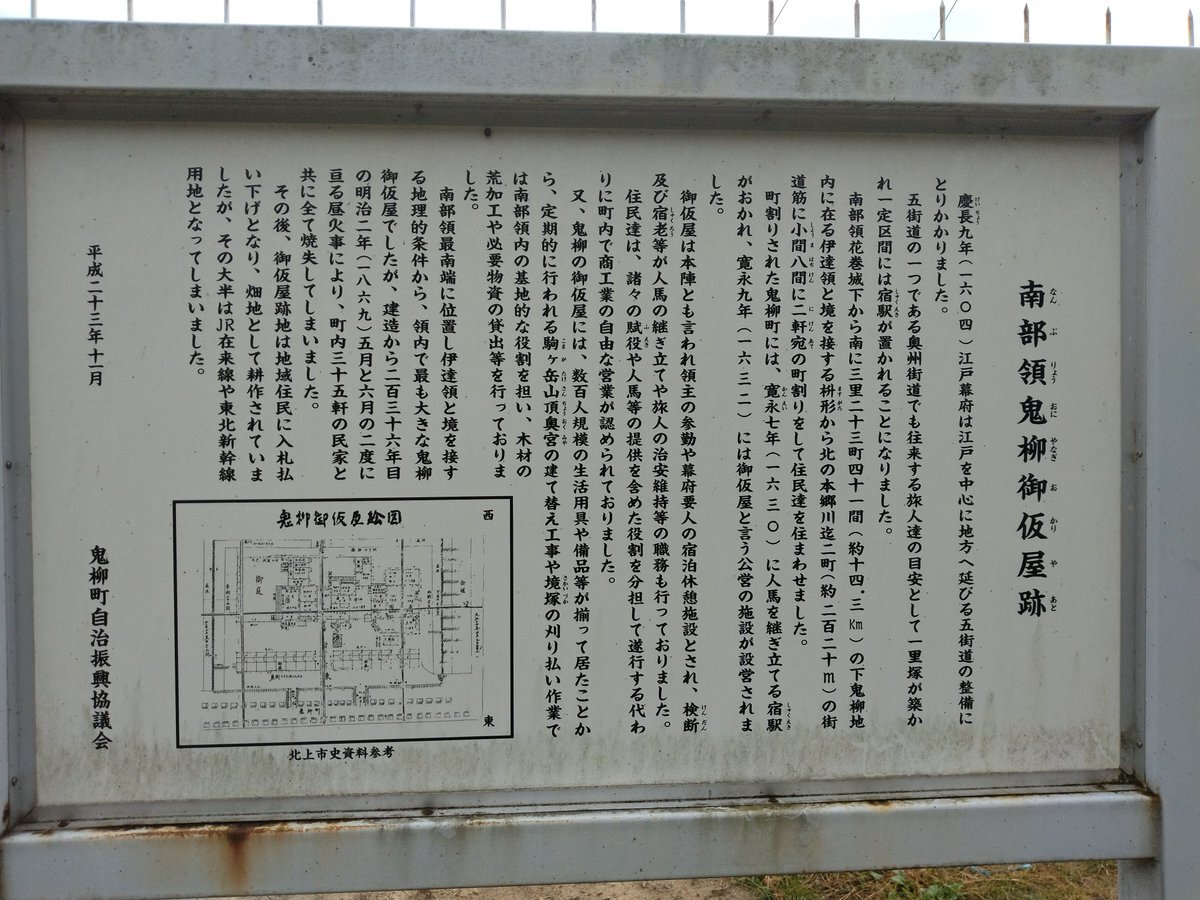 南部領鬼柳御仮屋跡
慶長九年（一六〇四）江戸幕府は江戸を中心に地方へ延びる五街道の整備に
とりかかりました。
五街道の一つである奥州街道でも往来する旅人達の目安として一里塚が築か
れ一定区間には宿駅が置かれることになりました。
南部領花巻城下から南に三里二十三町四十一間（約十四．三㎞）の下鬼柳地
内に在る伊達領と境を接する枡形から北の本郷川迄二町（約二百二十ｍ）の街
道筋に小間八間に二軒宛の町割りをして住民達を住まわせました。
町割りされた鬼柳町には、寛永七年（一六三〇）に人馬を継ぎ立てる宿駅
がおかれ、寛永九年（一六三二）には御仮屋と言う公営の施設が設営されま
した。
御仮屋は本陣とも言われ領主の参勤や幕府要人の宿泊休憩施設とされ、検断
及び宿老等が人馬の継ぎ立てや旅人の治安維持等の職務も行っておりました。
住民達は、諸々の賦役や人馬等の提供を含めた役割を分担して遂行する代わ
りに町内で商工業の自由な営業が認められておりました。
又、鬼柳の御仮屋には、数百人規模の生活用具や備品等が揃って居たことか
ら、定期的に行われる駒ヶ岳山頂奥宮の建て替え工事や境塚の刈り払い作業で
は南部領内の基地的な役割を担い、木材の
荒加工や必要物資の貸出等を行っておりま
した。
南部領最南端に位置し伊達領と境を接す
る地理的条件から、領内で最も大きな鬼柳
御仮屋でしたが、建造から二百三十六年目
の明治二年（一八六九）五月と六月の二度に
亘る昼火事により、町内三十五軒の民家と
共に全て焼失してしまいました。
その後、御仮屋跡地は地域住民に入札払
い下げとなり、畑地として耕作されていま
したが、その大半はJR在来線や東北新幹線
用地となってしまいました。
平成二十三年十一月
鬼柳町自治振興協議会
鬼柳御仮屋絵図
西
東
北上市史資料参考